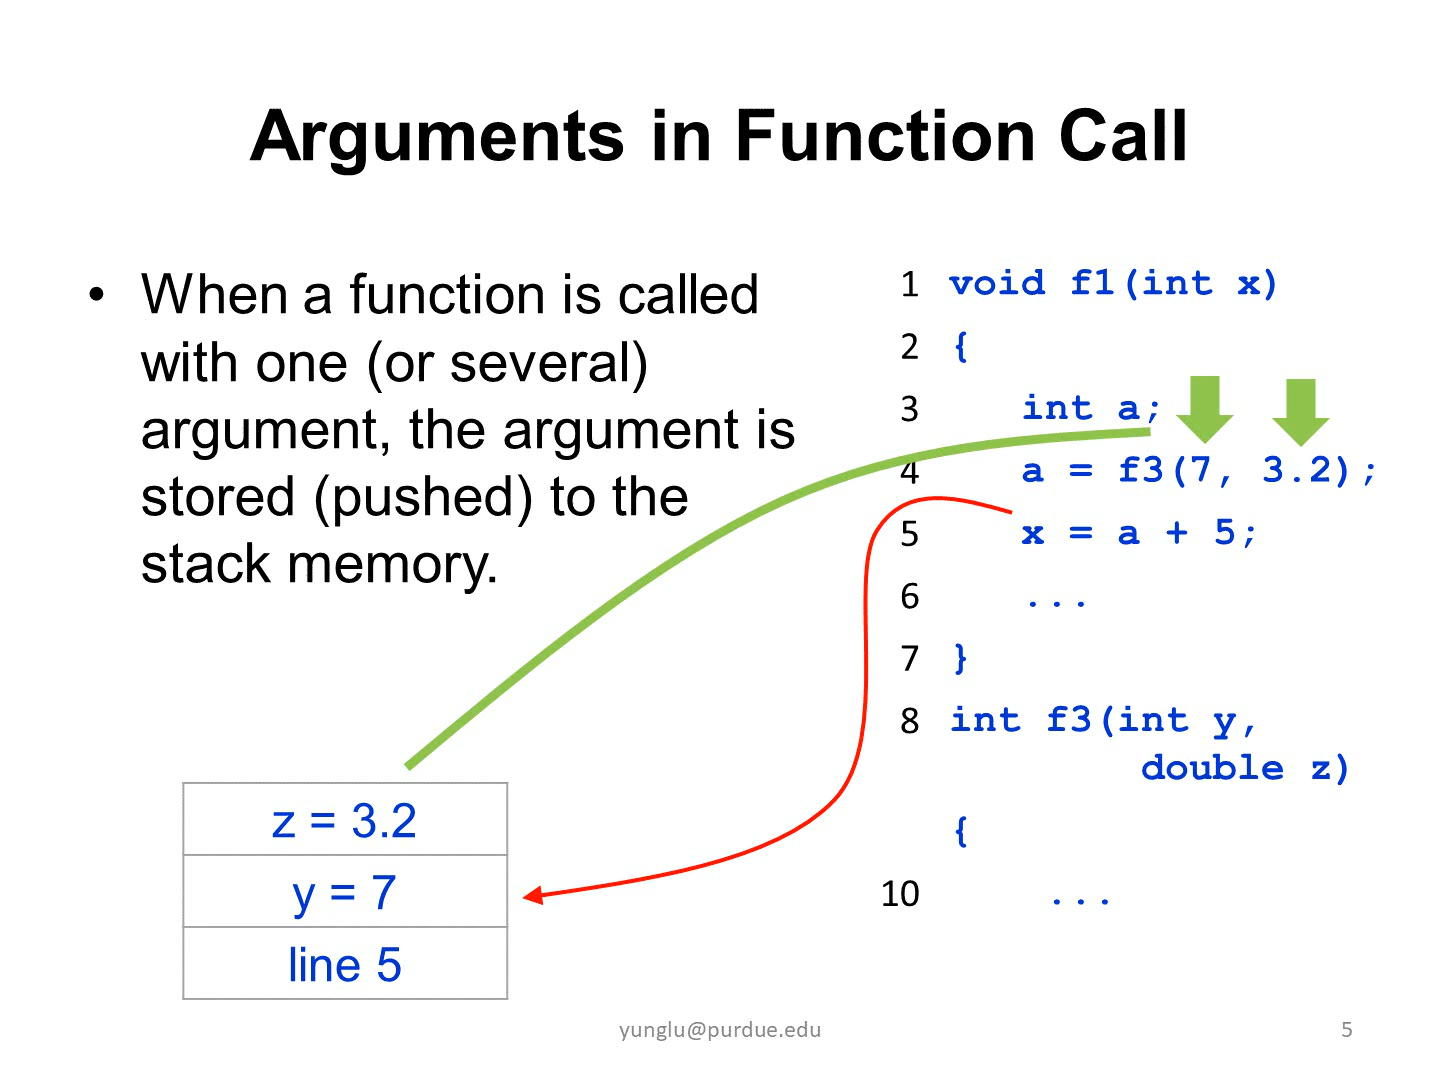 Arguments in Function Call
• When a function is called
with one (or several)
argument, the argument is
stored (pushed) to the
stack memory.
1 void f1(int x)
2 {
3 int a;
4 a = f3(7, 3.2);
5 x = a + 5;
6 ...
7 }
8 int f3(int y,
double z)
{
10 ...
z = 3.2
y = 7
line 5
yunglu@purdue.edu
5